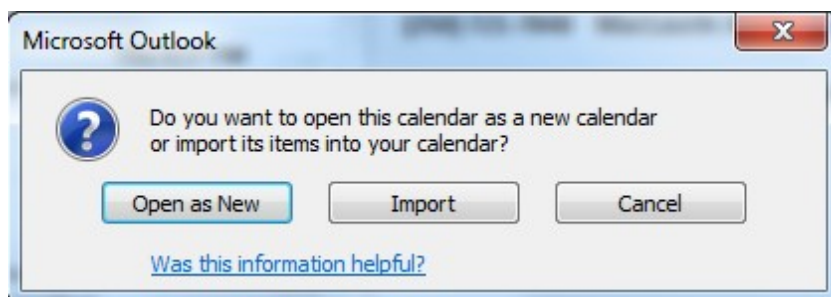 Microsoft Outlook
Do you want to open this calendar as a new calendar
or import its items into your calendar?
Open as New
Import
Cancel
Was this information helpful?